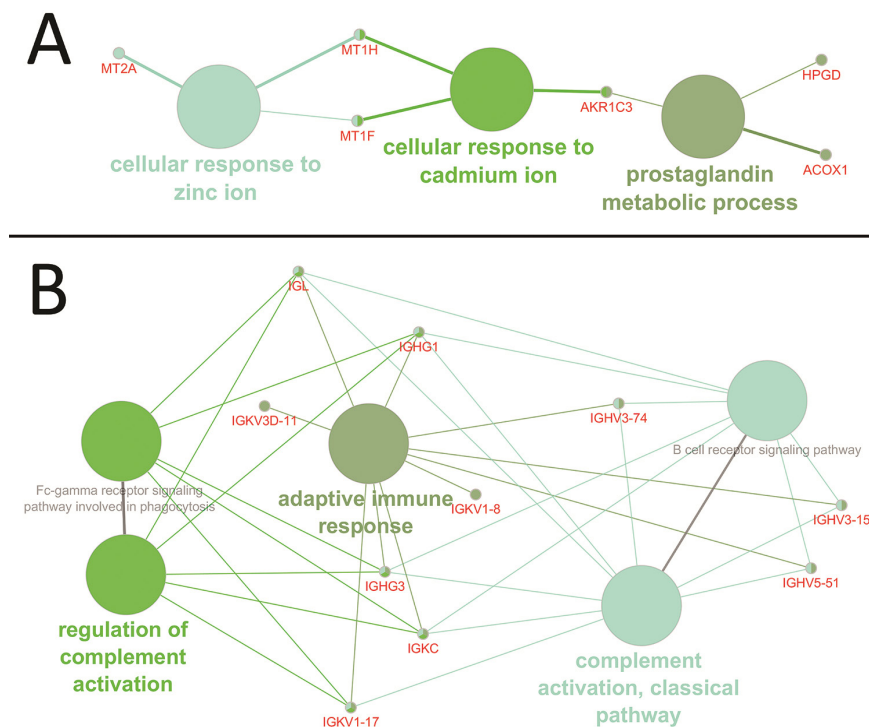 A
MT2A
MT1H
MT1F
AKR1C3
HPGD
ACOX1
cellular response to
zinc ion
cellular response to
cadmium ion
prostaglandin
metabolic process
B
IGL
IGHG1
IGKV3D-11
IGHV3-74
B cell receptor signaling pathway
Fc-gamma receptor signaling
pathway involved in phagocytosis
adaptive immune
response
IGKV1-8
IGHV3-15
IGHG3
IGHV5-51
regulation of
complement
activation
IGKC
complement
activation, classical
pathway
IGKV1-17